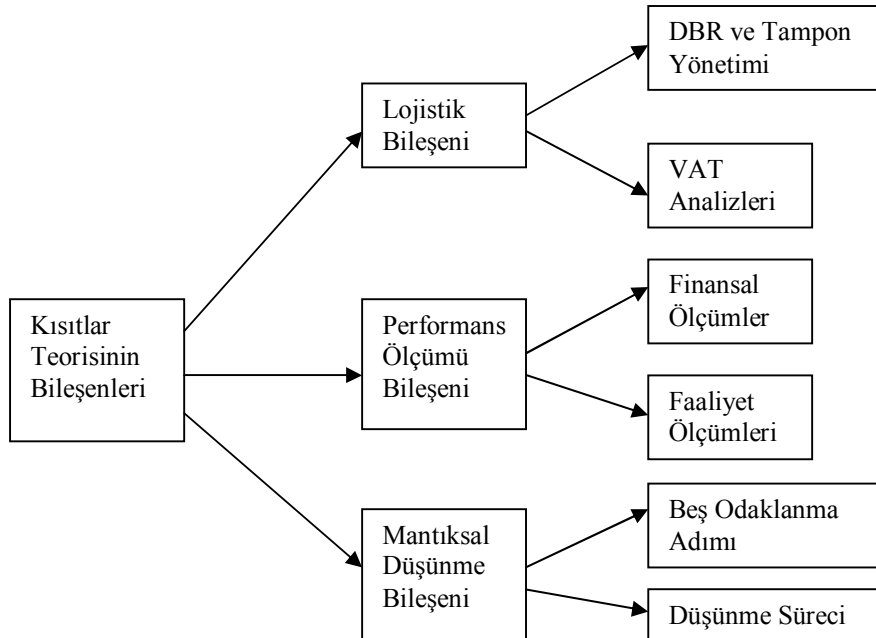 Kısıtlar
Teorisinin
Bileşenleri
Lojistik
Bileşeni
DBR ve Tampon
Yönetimi
VAT
Analizleri
Performans
Ölçümü
Bileşeni
Finansal
Ölçümler
Faaliyet
Ölçümleri
Mantıksal
Düşünme
Bileşeni
Beş Odaklanma
Adımı
Düşünme Süreci